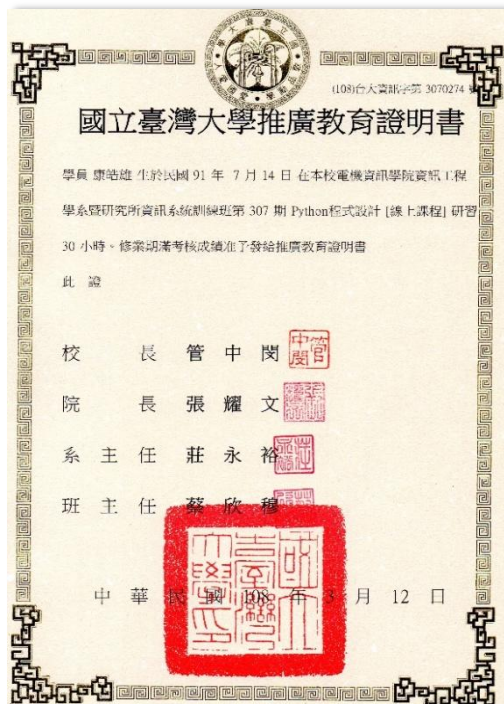 (108)台大資訊字第 3070274 號
國立臺灣大學推廣教育證明書
學員 康皓雄 生於民國 91 年 7 月 14 日 在本校電機資訊學院資訊工程
學系暨研究所資訊系統訓練班第 307 期 Python程式設計 [線上課程] 研習
30 小時。修業期滿考核成績准予發給推廣教育證明書
此 證
校 長 管 中 閔
院 長 張 耀 文
系 主 任 莊 永 裕
班 主 任 蔡 欣 穆
中 華 民 國 108 年 3 月 12 日
國立臺灣大學印